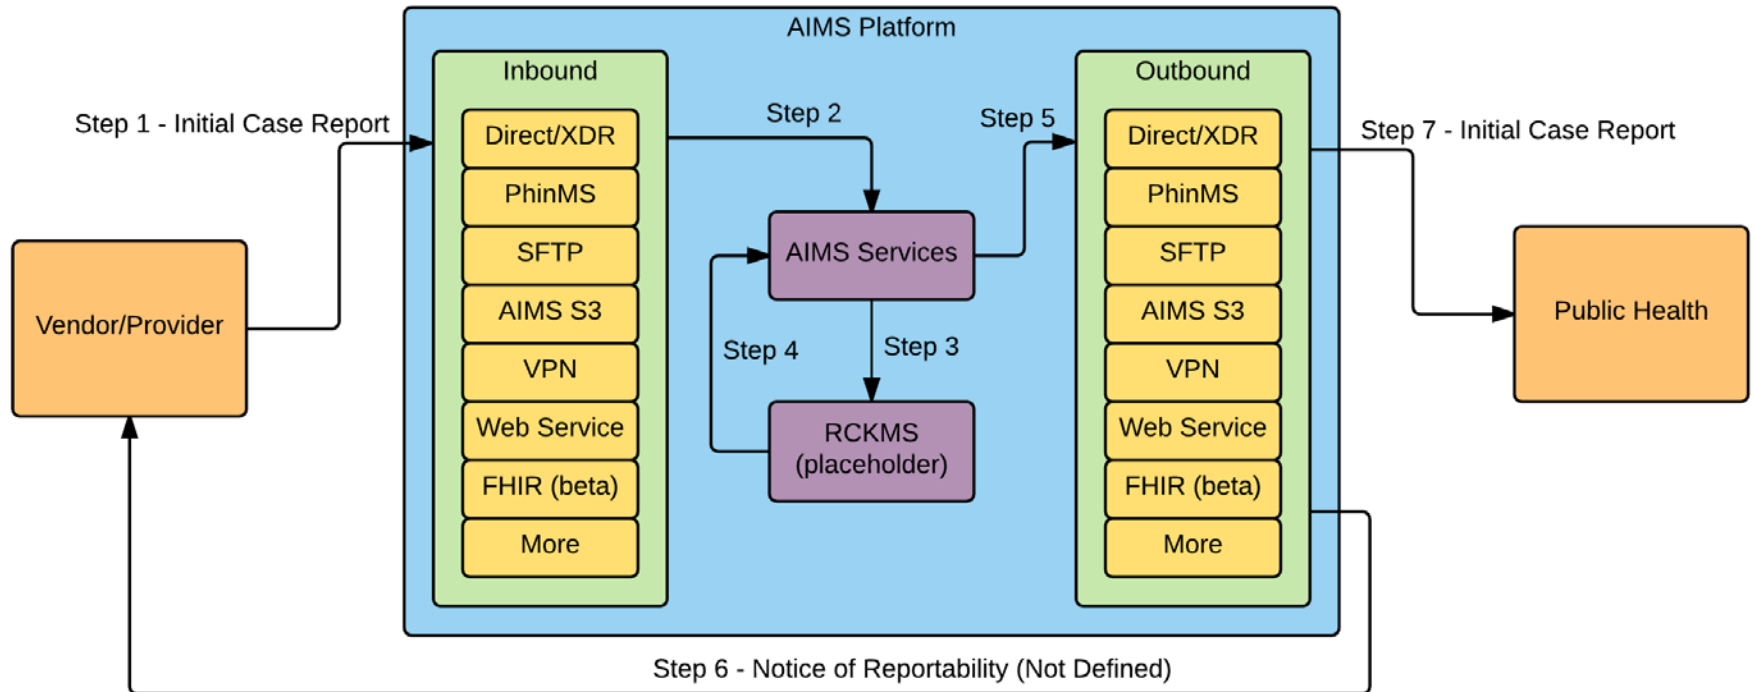 AIMS Platform
Inbound
Outbound
Step 1 - Initial Case Report
Step 2
Step 5
Step 7 - Initial Case Report
Direct/XDR
PhinMS
SFTP
AIMS S3
VPN
Web Service
FHIR (beta)
More
AIMS Services
Step 4
Step 3
RCKMS
(placeholder)
Direct/XDR
PhinMS
SFTP
AIMS S3
VPN
Web Service
FHIR (beta)
More
Vendor/Provider
Public Health
Step 6 - Notice of Reportability (Not Defined)